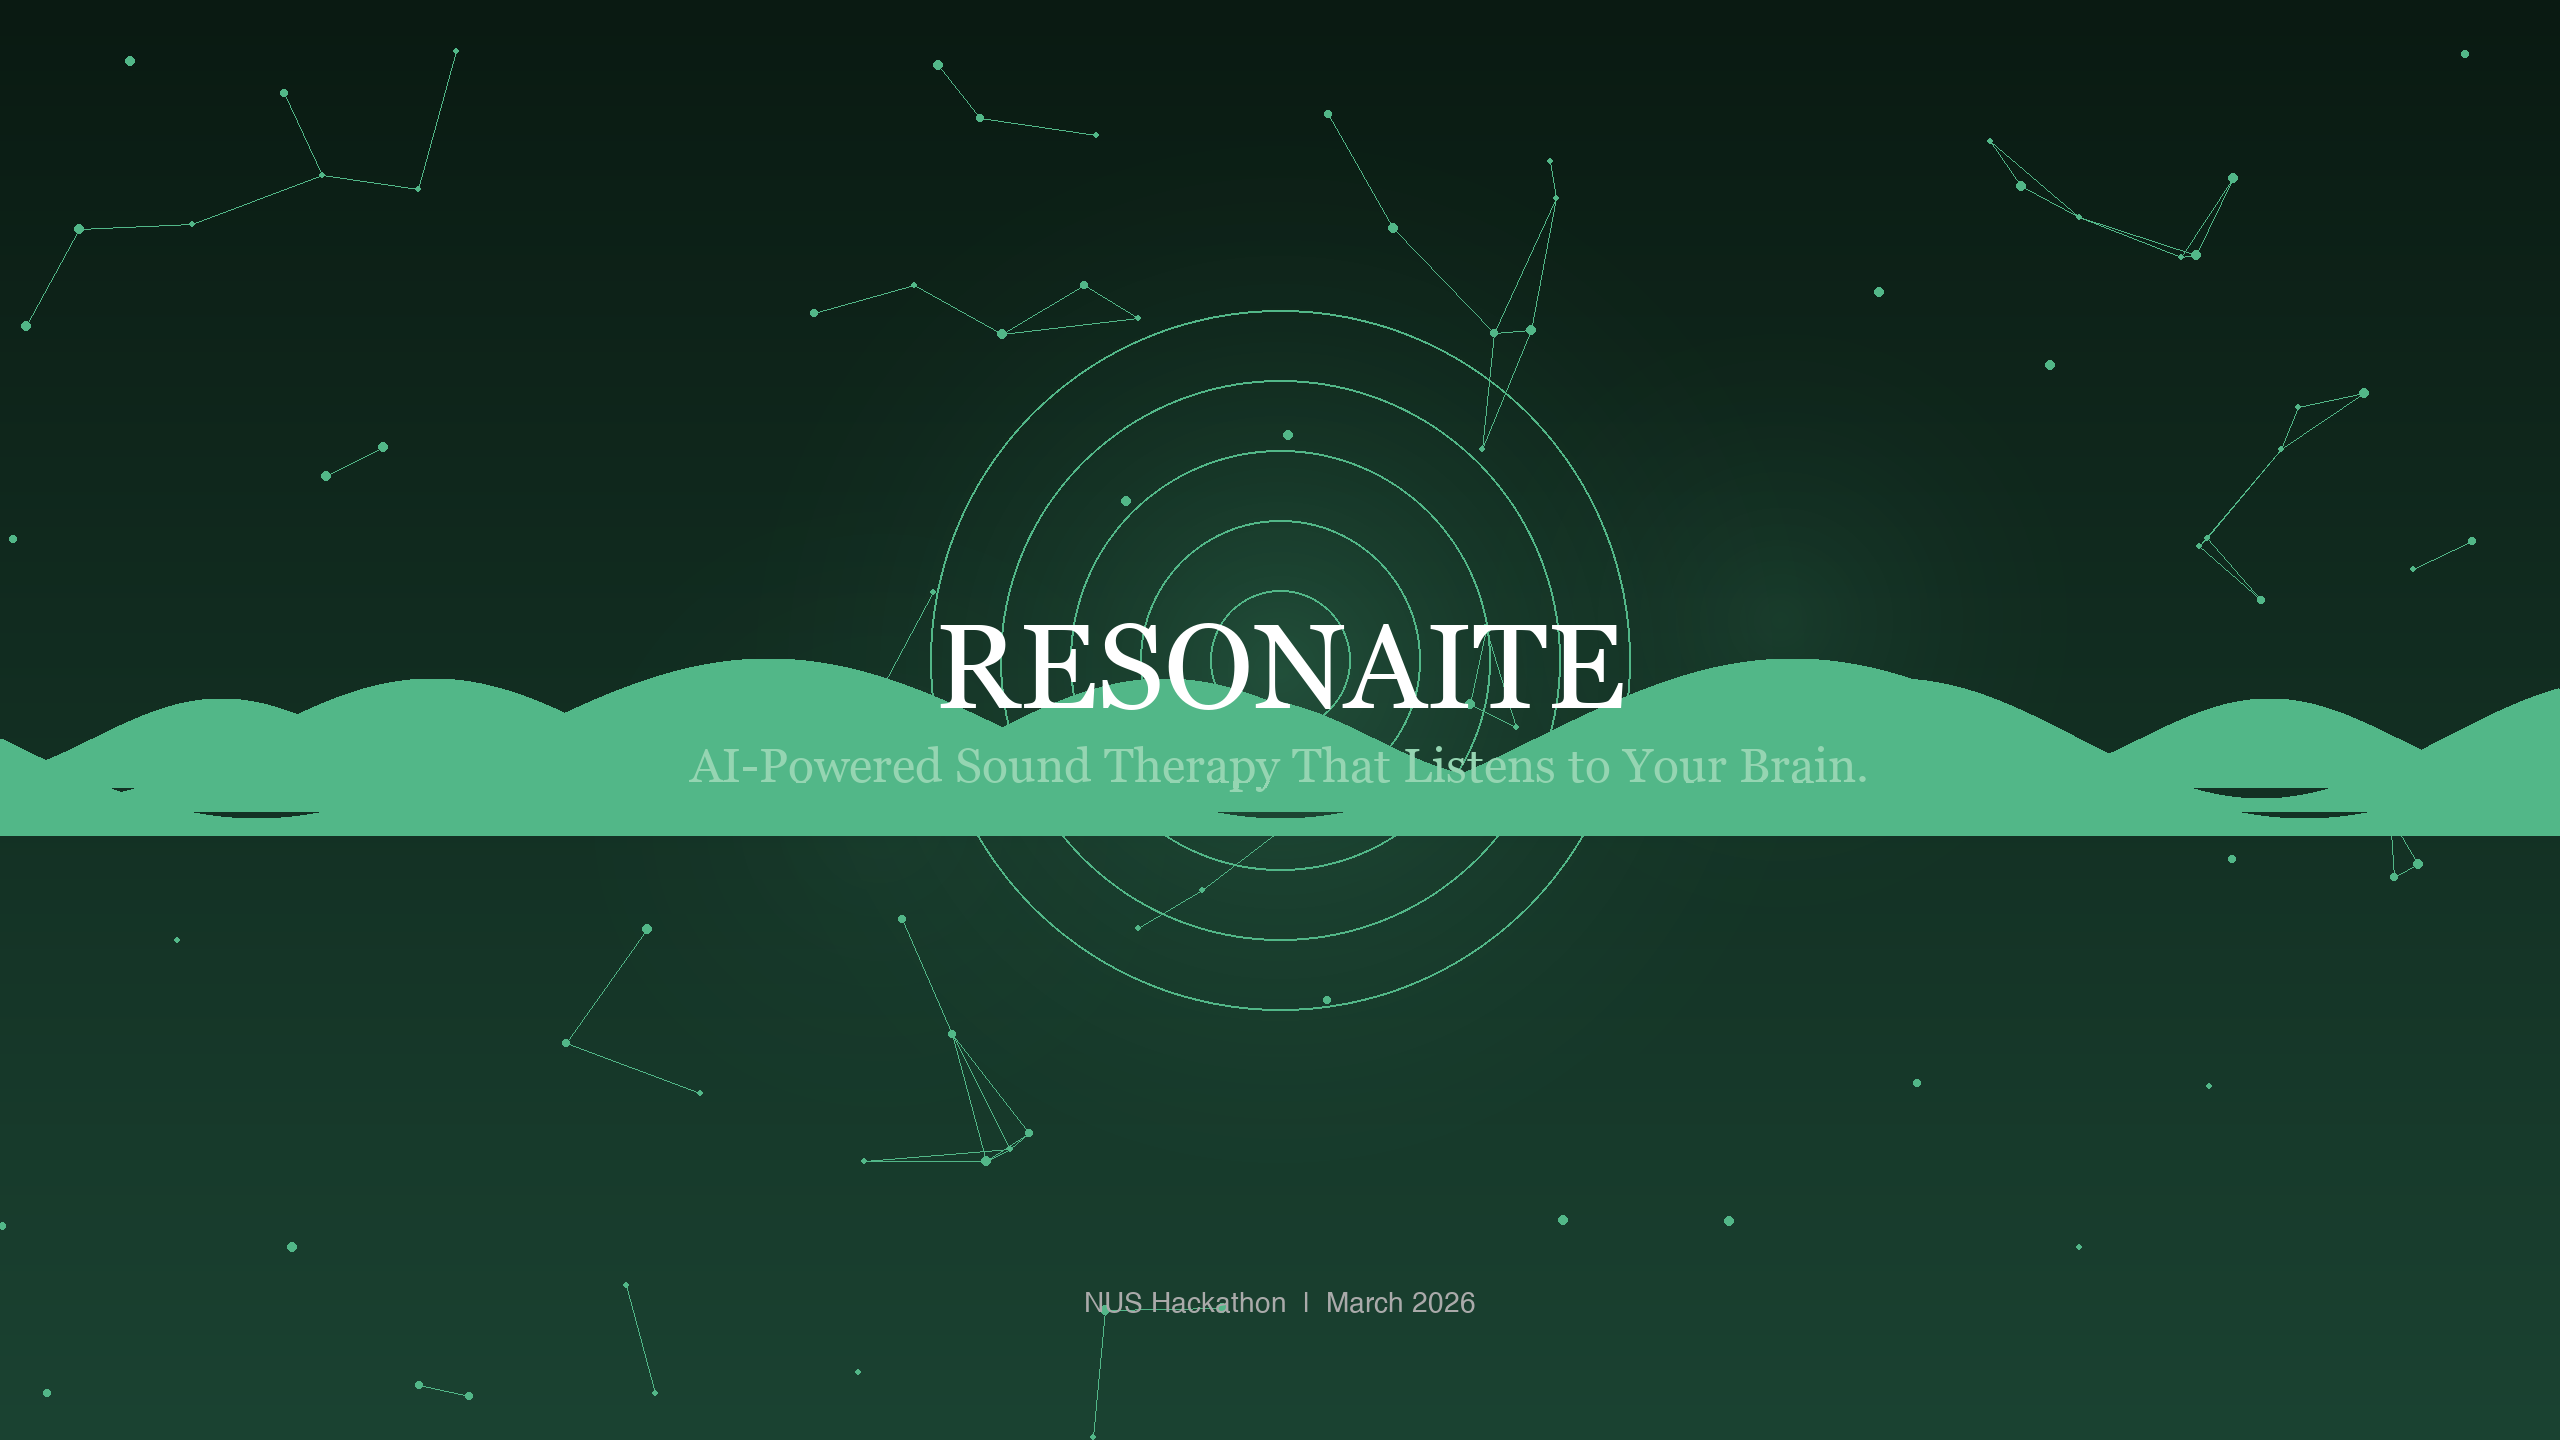 RESONAITE
AI-Powered Sound Therapy That Listens to Your Brain.
NUS Hackathon | March 2026